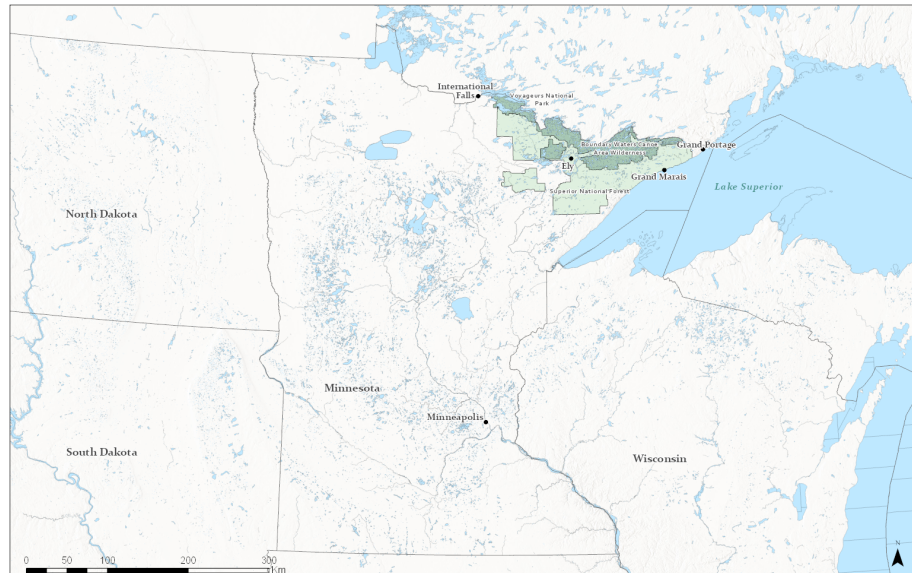 International
Falls
Voyageurs National
Park
Boundary Waters Canoe
Area Wilderness
Grand Portage
Ely
Grand Marais
Superior National Forest
Lake Superior
North Dakota
Minnesota
Minneapolis
South Dakota
Wisconsin
0 50 100 200 300
Km
N